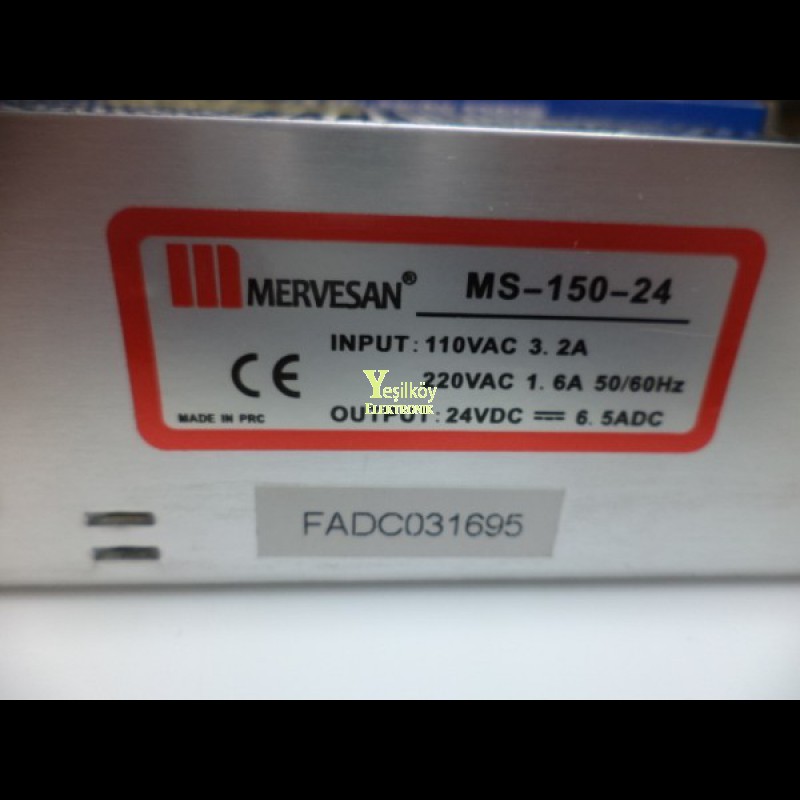 MERVESAN® MS-150-24
INPUT: 110VAC 3.2A
220VAC 1.6A 50/60Hz
OUTPUT: 24VDC ⎓ 6.5ADC
CE
MADE IN PRC
Yeşilköy
ELEKTRONIK
FADC031695